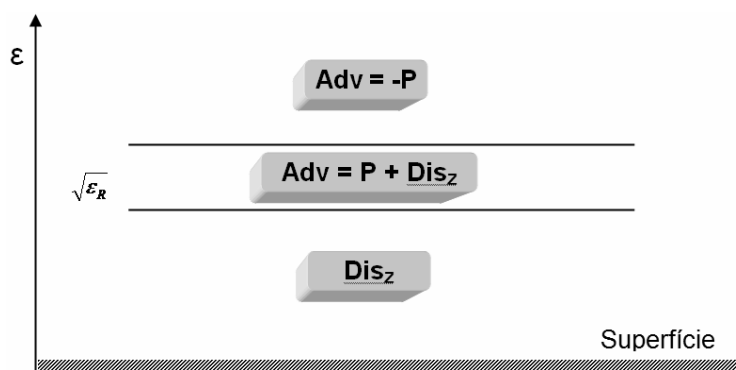 ε
Adv = -P
√ε_R
Adv = P + Dis_z
Dis_z
Superfície